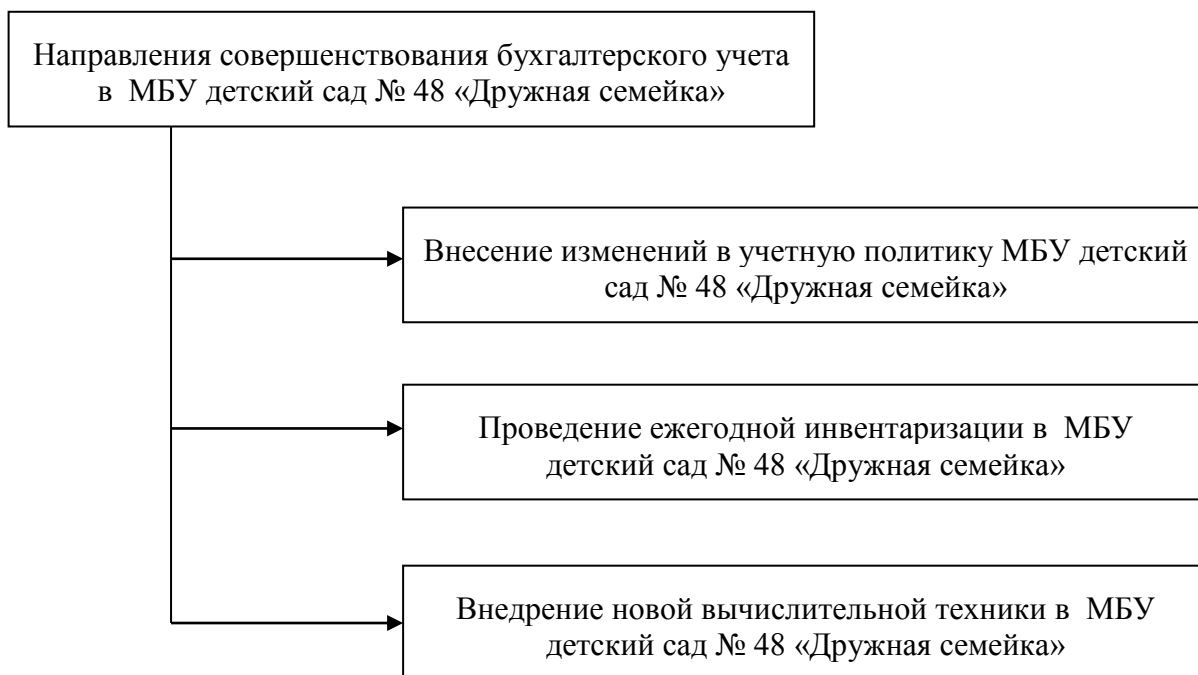 Направления совершенствования бухгалтерского учета
в МБУ детский сад № 48 «Дружная семейка»
Внесение изменений в учетную политику МБУ детский
сад № 48 «Дружная семейка»
Проведение ежегодной инвентаризации в МБУ
детский сад № 48 «Дружная семейка»
Внедрение новой вычислительной техники в МБУ
детский сад № 48 «Дружная семейка»